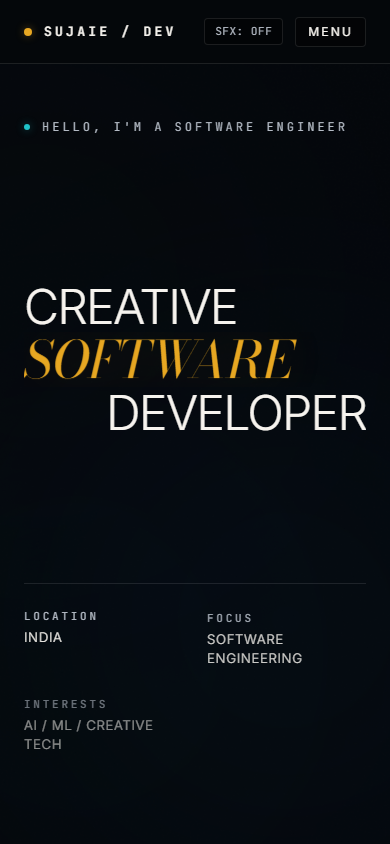 SUJAIE / DEV
SFX: OFF
MENU
HELLO, I'M A SOFTWARE ENGINEER
CREATIVE
SOFTWARE
DEVELOPER
LOCATION
INDIA
FOCUS
SOFTWARE
ENGINEERING
INTERESTS
AI / ML / CREATIVE
TECH